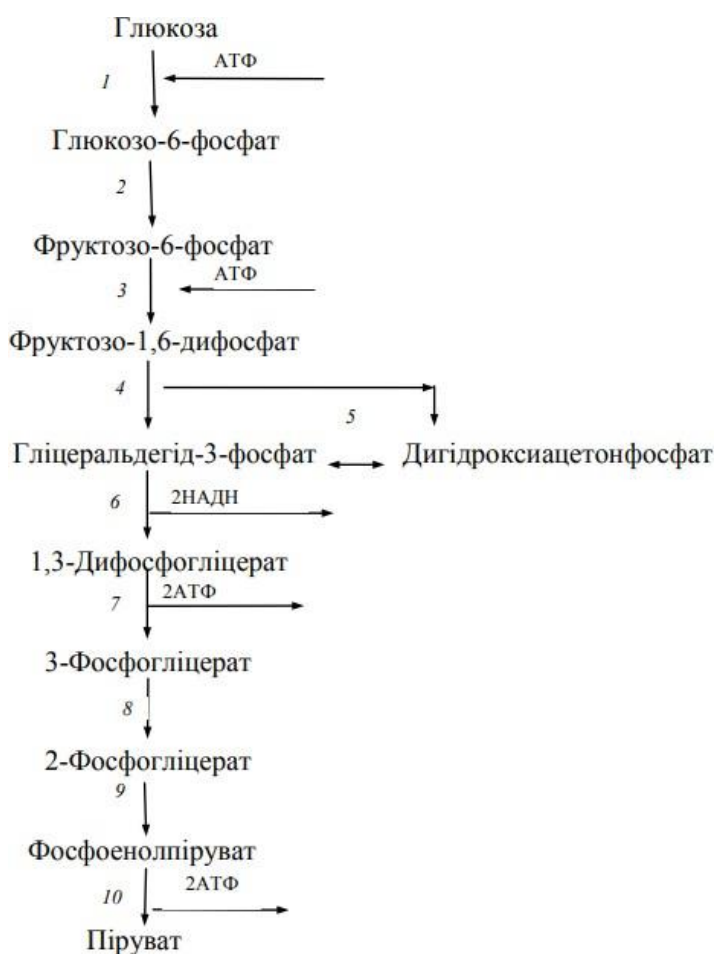 Глюкоза
1
АТФ
Глюкозо-6-фосфат
2
Фруктозо-6-фосфат
3
АТФ
Фруктозо-1,6-дифосфат
4
5
Гліцеральдегід-3-фосфат
Дигідроксиацетонфосфат
6
2НАДН
1,3-Дифосфогліцерат
7
2АТФ
3-Фосфогліцерат
8
2-Фосфогліцерат
9
Фосфоенолпіруват
10
2АТФ
Піруват